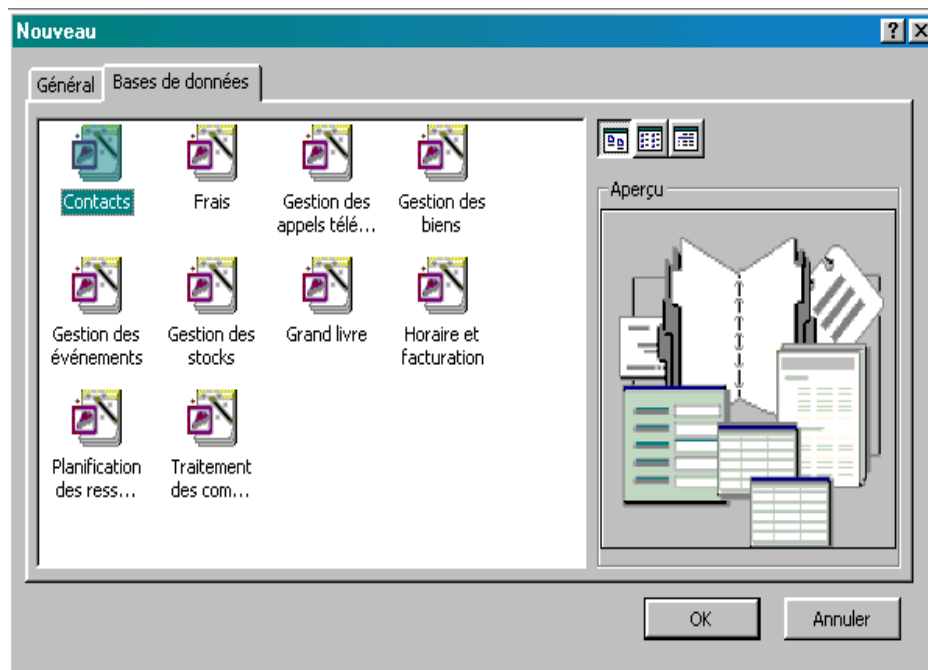 Nouveau
Général
Bases de données
Contacts
Frais
Gestion des
appels télé...
Gestion des
biens
Gestion des
événements
Gestion des
stocks
Grand livre
Horaire et
facturation
Planification
des ress...
Traitement
des com...
Aperçu
OK
Annuler